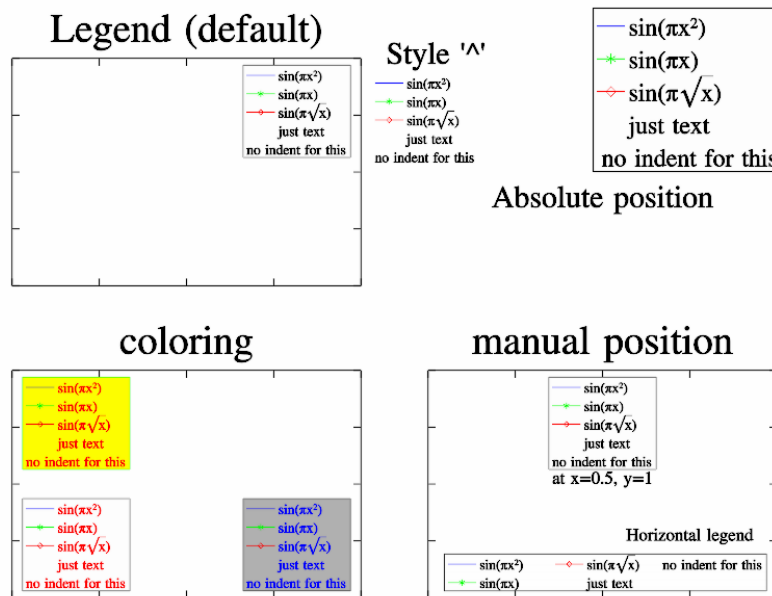 Legend (default)
sin(πx²)
sin(πx)
sin(π√x)
just text
no indent for this
Style '^'
sin(πx²)
sin(πx)
sin(π√x)
just text
no indent for this
sin(πx²)
sin(πx)
sin(π√x)
just text
no indent for this
Absolute position
coloring
sin(πx²)
sin(πx)
sin(π√x)
just text
no indent for this
sin(πx²)
sin(πx)
sin(π√x)
just text
no indent for this
sin(πx²)
sin(πx)
sin(π√x)
just text
no indent for this
manual position
sin(πx²)
sin(πx)
sin(π√x)
just text
no indent for this
at x=0.5, y=1
Horizontal legend
sin(πx²) sin(π√x) no indent for this
sin(πx) just text